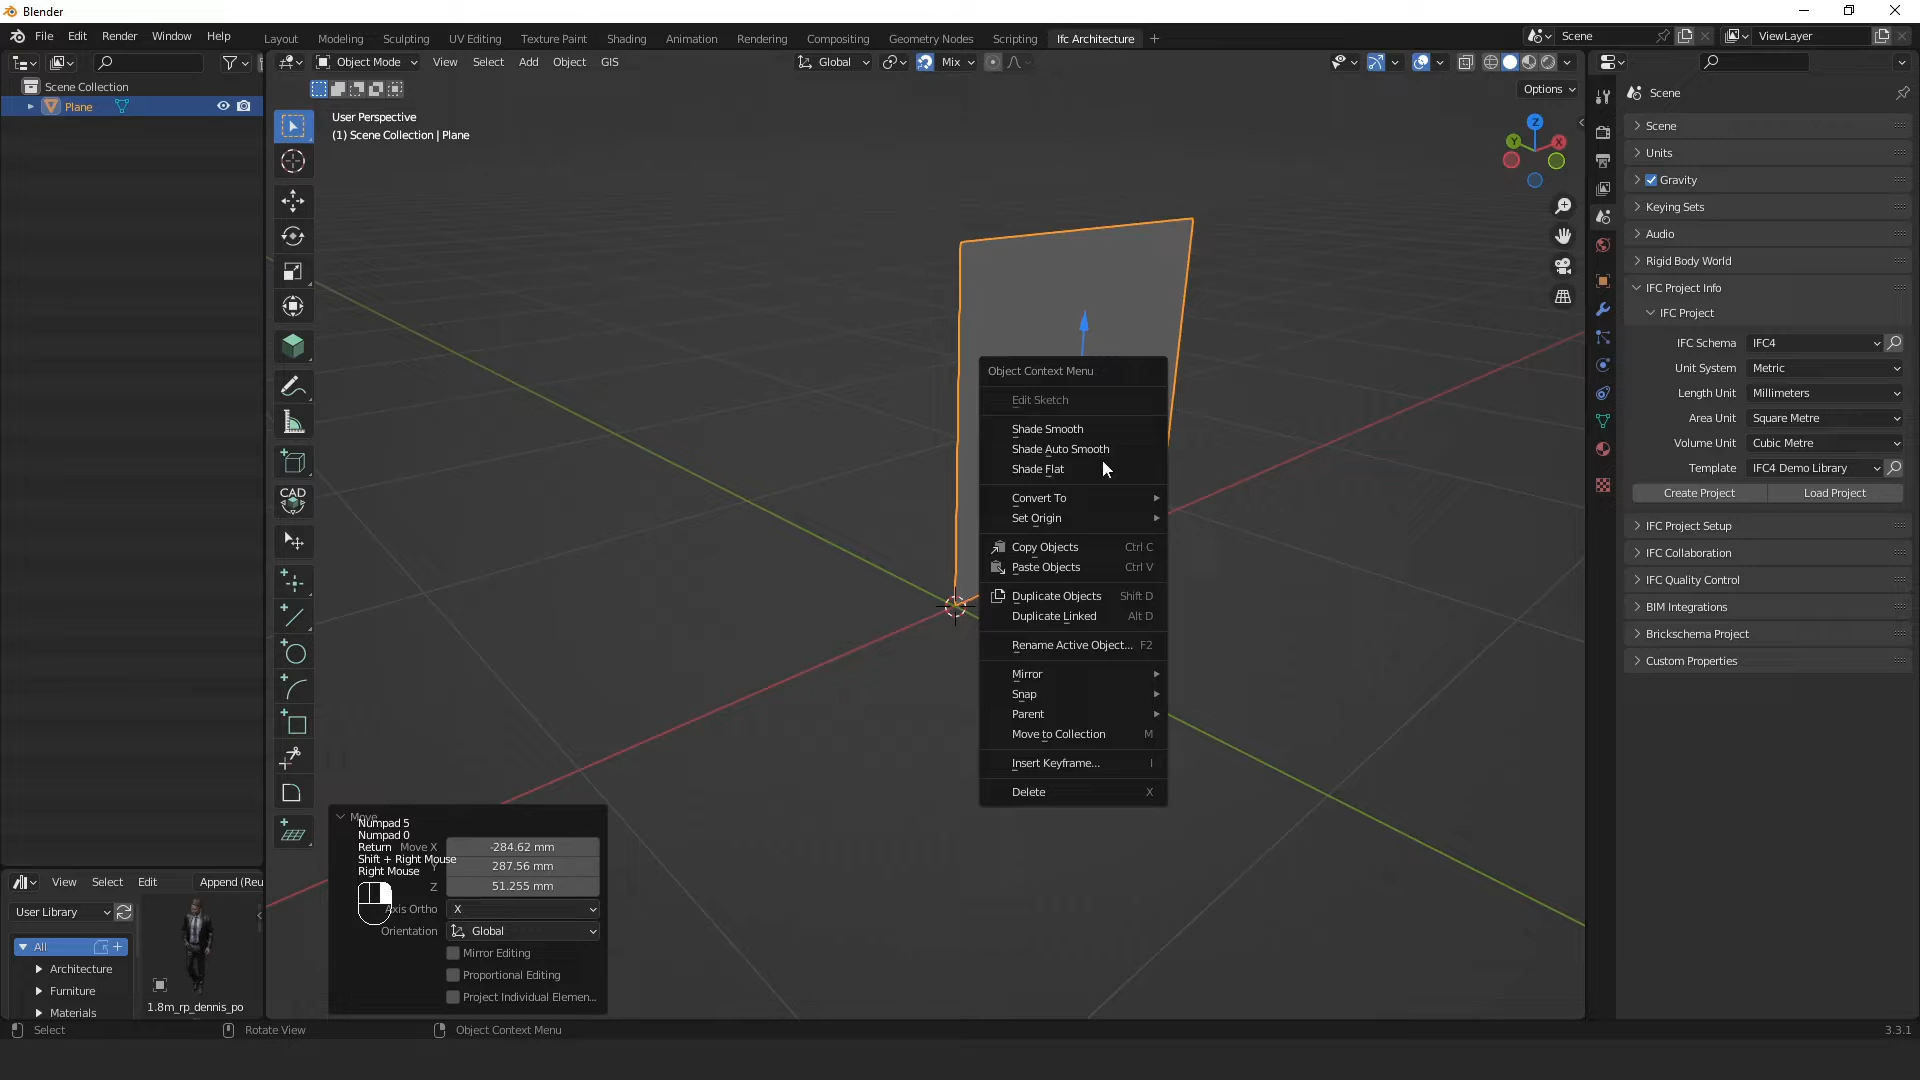 Blender
File Edit Render Window Help
Layout Modeling Sculpting UV Editing Texture Paint Shading Animation Rendering Compositing Geometry Nodes Scripting Ifc Architecture +
Scene ViewLayer
Object Mode View Select Add Object GIS
Global Mix
Options
Scene Collection
Plane
User Perspective
(1) Scene Collection | Plane
Z
Y
X
CAD
Object Context Menu
Edit Sketch
Shade Smooth
Shade Auto Smooth
Shade Flat
Convert To
Set Origin
Copy Objects Ctrl C
Paste Objects Ctrl V
Duplicate Objects Shift D
Duplicate Linked Alt D
Rename Active Object... F2
Mirror
Snap
Parent
Move to Collection M
Insert Keyframe... I
Delete X
Scene
Scene
Units
Gravity
Keying Sets
Audio
Rigid Body World
IFC Project Info
IFC Project
IFC Schema IFC4
Unit System Metric
Length Unit Millimeters
Area Unit Square Metre
Volume Unit Cubic Metre
Template IFC4 Demo Library
Create Project Load Project
IFC Project Setup
IFC Collaboration
IFC Quality Control
BIM Integrations
Brickschema Project
Custom Properties
Move
Numpad 5
Numpad 0
Return Move X -284.62 mm
Shift + Right Mouse
Y 287.56 mm
Right Mouse
Z 51.255 mm
Axis Ortho X
Orientation Global
Mirror Editing
Proportional Editing
Project Individual Elemen...
View Select Edit Append (Reu
User Library
All
Architecture
Furniture
Materials
1.8m_rp_dennis_po
Select Rotate View Object Context Menu 3.3.1